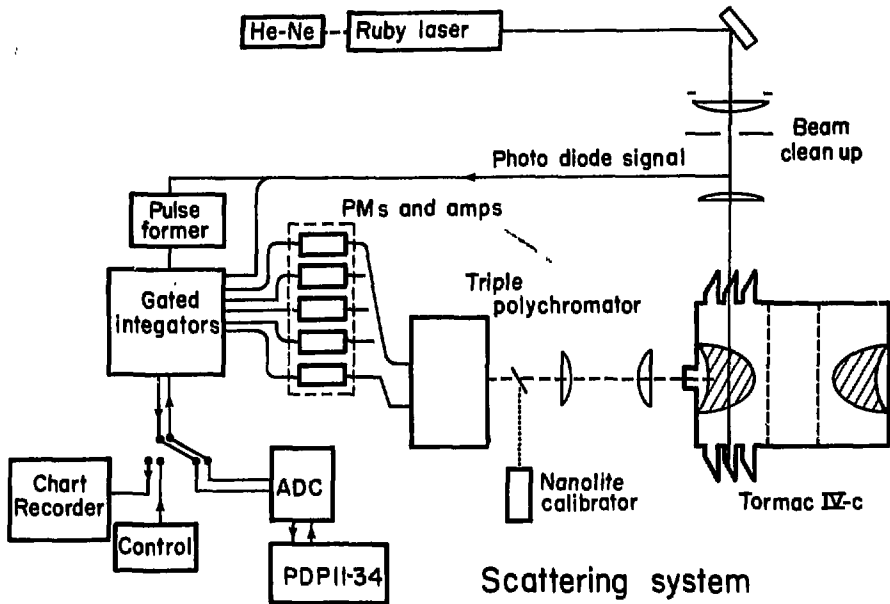 He-Ne
Ruby laser
Beam
clean up
Photo diode signal
Pulse
former
PMs and amps
Triple
polychromator
Gated
integators
Chart
Recorder
Control
ADC
PDP11-34
Nanolite
calibrator
Tormac IV-c
Scattering system